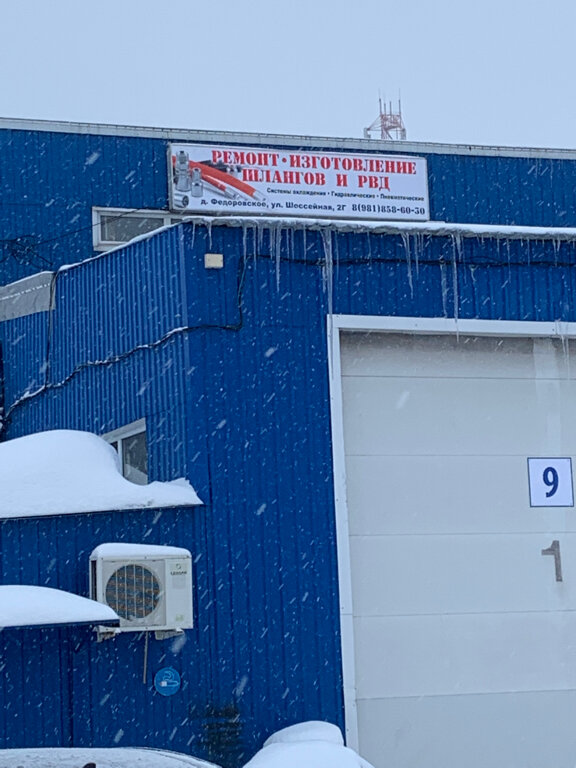 РЕМОНТ • ИЗГОТОВЛЕНИЕ
ШЛАНГОВ И РВД
Системы охлаждения • Гидравлические • Пневматические
д. Федоровское, ул. Шоссейная, 2Г 8(981)858-60-30
9
1